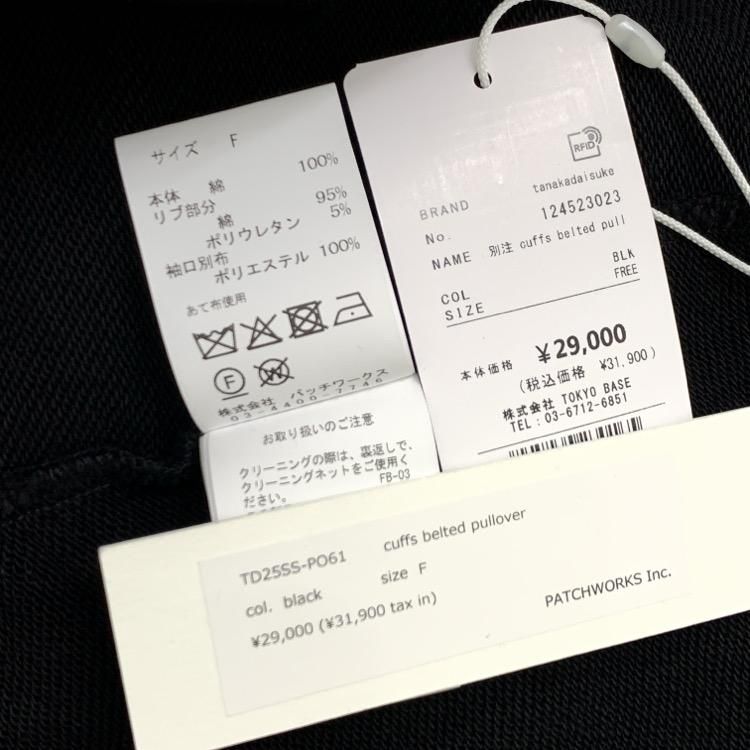 サイズ F
本体 綿 100%
リブ部分
綿 95%
ポリウレタン 5%
袖口別布
ポリエステル 100%
あて布使用
F
W
株式会社 パッチワークス
03-4400-7746
お取り扱いのご注意
クリーニングの際は、裏返しで、
クリーニングネットをご使用く
ださい。
FB-03
RFID
BRAND tanakadaisuke
No. 124523023
NAME 別注 cuffs belted pull
COL BLK
SIZE FREE
本体価格 ¥29,000
(税込価格 ¥31,900)
株式会社 TOKYO BASE
TEL:03-6712-6851
TD25SS-PO61 cuffs belted pullover
col. black size F
¥29,000 (¥31,900 tax in)
PATCHWORKS Inc.